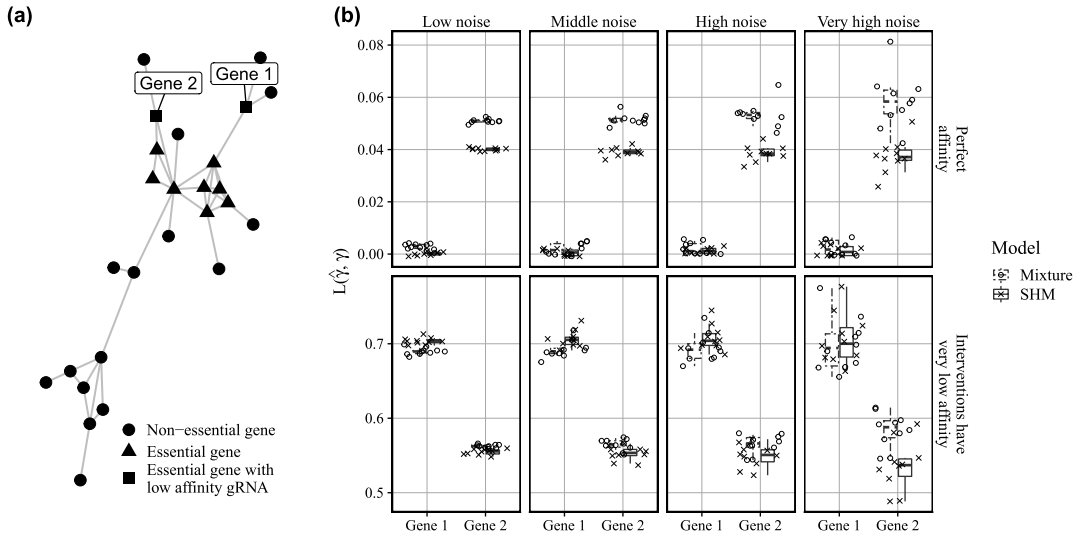 (a)
Gene 2
Gene 1
Non−essential gene
Essential gene
Essential gene with
low affinity gRNA
(b)
Low noise
Middle noise
High noise
Very high noise
L(γ̂, γ)
0.08
0.06
0.04
0.02
0.00
Perfect
affinity
0.7
0.6
0.5
Interventions have
very low affinity
Gene 1
Gene 2
Gene 1
Gene 2
Gene 1
Gene 2
Gene 1
Gene 2
Model
Mixture
SHM